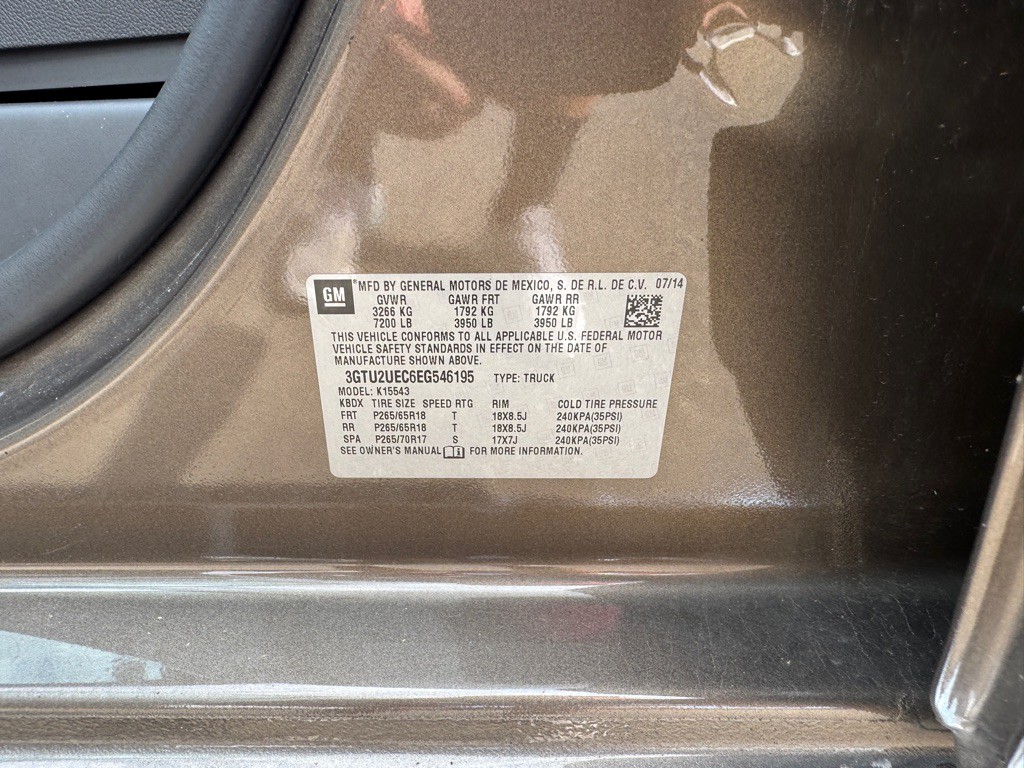 GM ® MFD BY GENERAL MOTORS DE MEXICO, S. DE R.L. DE C.V. 07/14
GVWR GAWR FRT GAWR RR
3266 KG 1792 KG 1792 KG
7200 LB 3950 LB 3950 LB
THIS VEHICLE CONFORMS TO ALL APPLICABLE U.S. FEDERAL MOTOR
VEHICLE SAFETY STANDARDS IN EFFECT ON THE DATE OF
MANUFACTURE SHOWN ABOVE.
3GTU2UEC6EG546195 TYPE: TRUCK
MODEL: K15543
KBDX TIRE SIZE SPEED RTG RIM COLD TIRE PRESSURE
FRT P265/65R18 T 18X8.5J 240KPA(35PSI)
RR P265/65R18 T 18X8.5J 240KPA(35PSI)
SPA P265/70R17 S 17X7J 240KPA(35PSI)
SEE OWNER'S MANUAL FOR MORE INFORMATION.